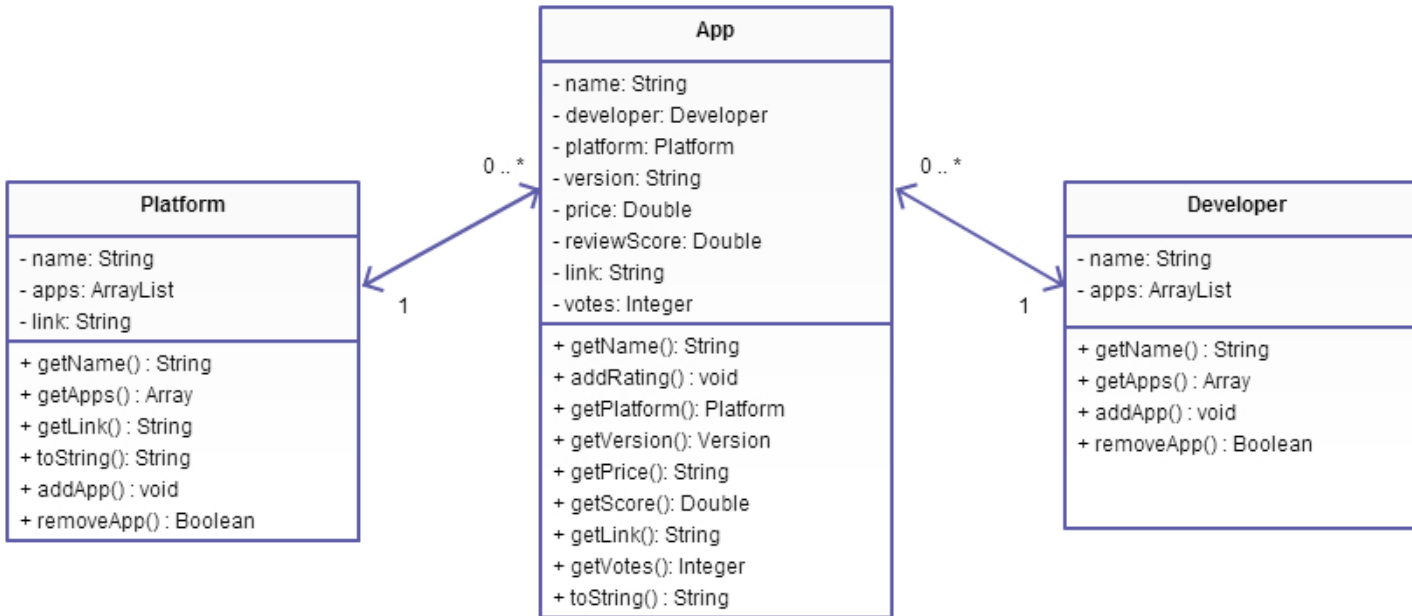 Platform
- name: String
- apps: ArrayList
- link: String
+ getName() : String
+ getApps() : Array
+ getLink() : String
+ toString(): String
+ addApp() : void
+ removeApp() : Boolean
0 .. *
1
App
- name: String
- developer: Developer
- platform: Platform
- version: String
- price: Double
- reviewScore: Double
- link: String
- votes: Integer
+ getName(): String
+ addRating() : void
+ getPlatform(): Platform
+ getVersion(): Version
+ getPrice(): String
+ getScore(): Double
+ getLink(): String
+ getVotes(): Integer
+ toString() : String
0 .. *
1
Developer
- name: String
- apps: ArrayList
+ getName() : String
+ getApps() : Array
+ addApp() : void
+ removeApp() : Boolean